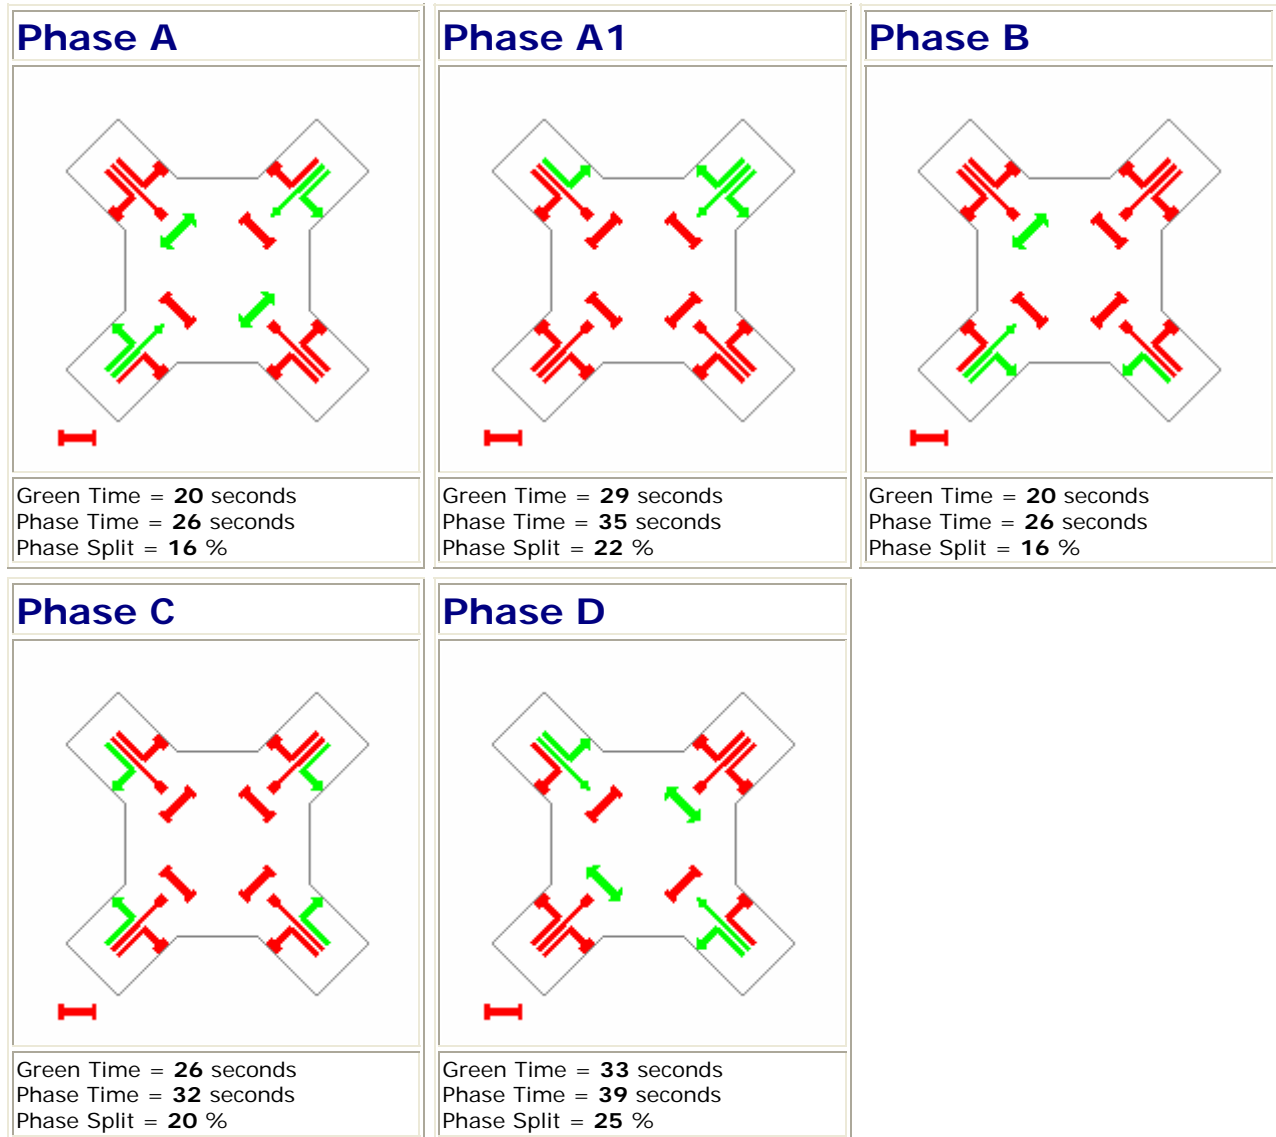 Phase A
Phase A1
Phase B
Green Time = 20 seconds
Phase Time = 26 seconds
Phase Split = 16 %
Green Time = 29 seconds
Phase Time = 35 seconds
Phase Split = 22 %
Green Time = 20 seconds
Phase Time = 26 seconds
Phase Split = 16 %
Phase C
Phase D
Green Time = 26 seconds
Phase Time = 32 seconds
Phase Split = 20 %
Green Time = 33 seconds
Phase Time = 39 seconds
Phase Split = 25 %